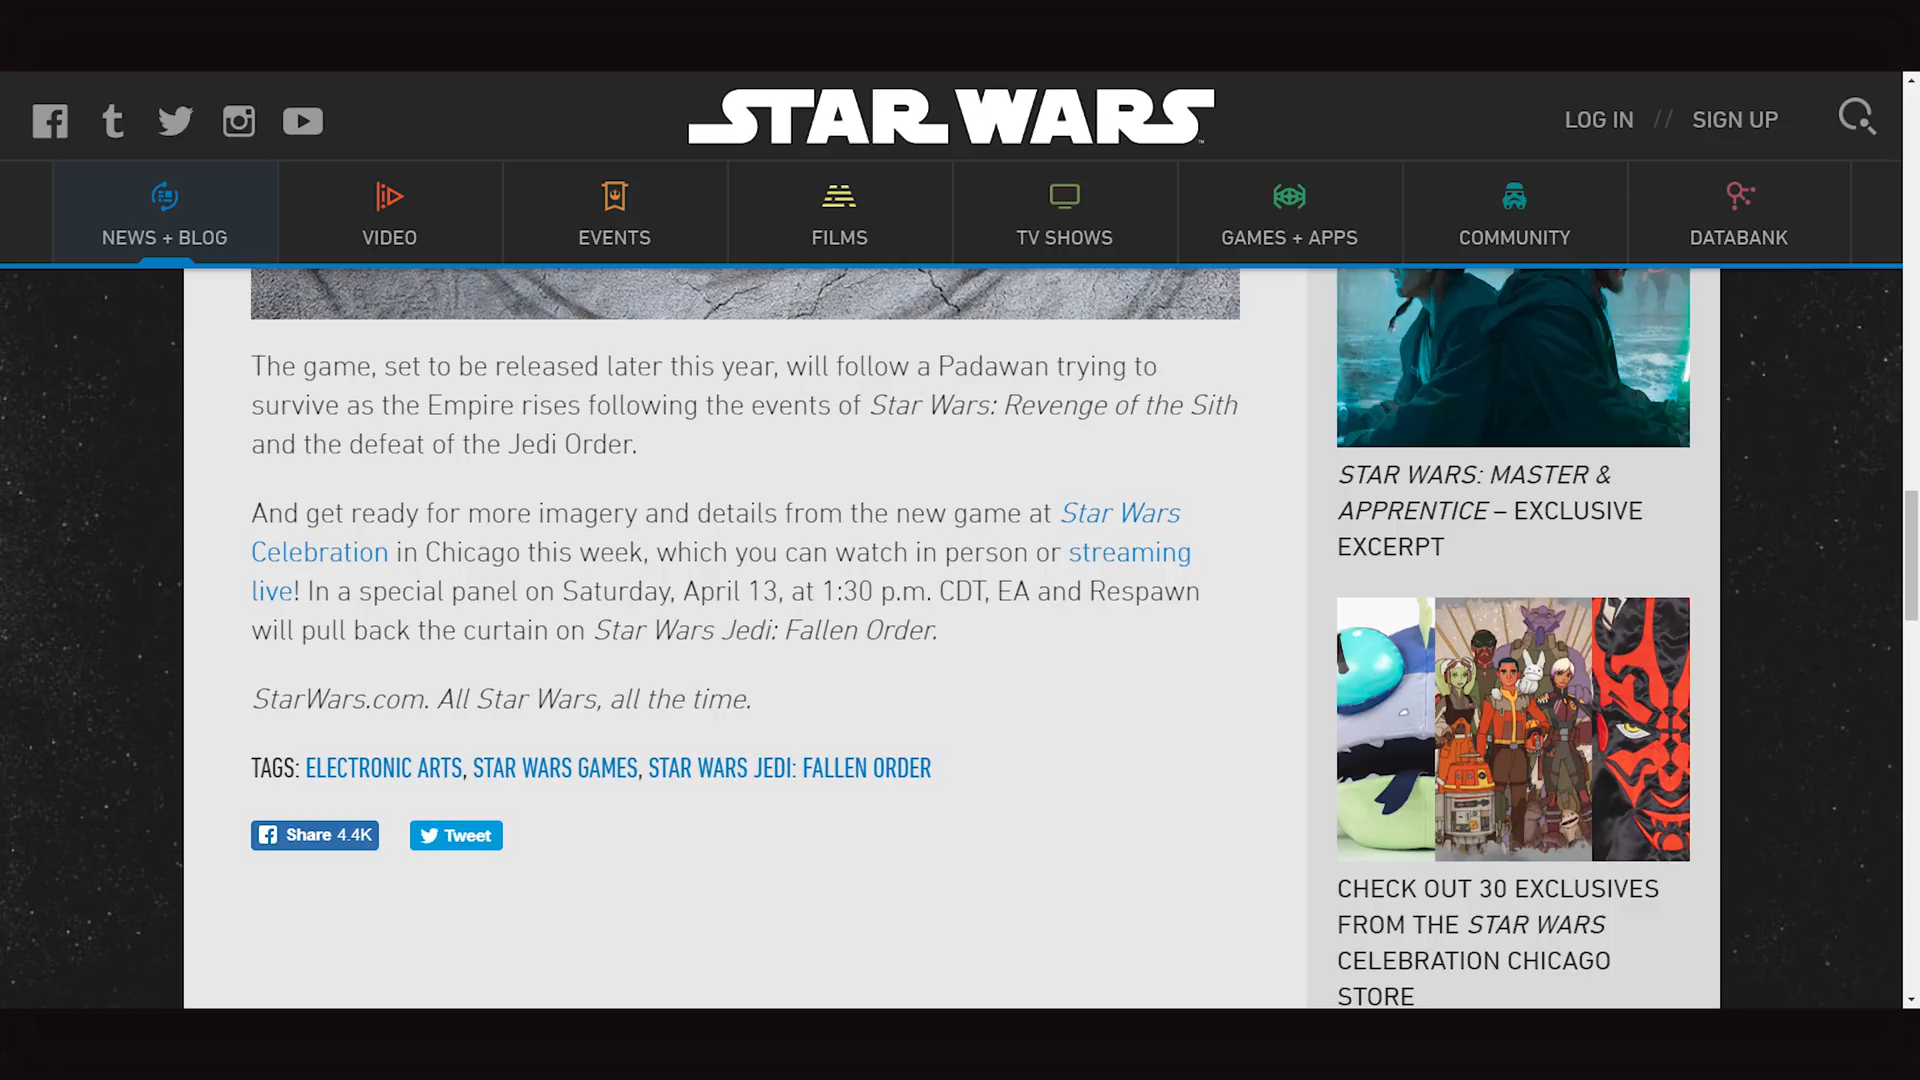 STAR WARS
LOG IN // SIGN UP
NEWS + BLOG
VIDEO
EVENTS
FILMS
TV SHOWS
GAMES + APPS
COMMUNITY
DATABANK
The game, set to be released later this year, will follow a Padawan trying to
survive as the Empire rises following the events of Star Wars: Revenge of the Sith
and the defeat of the Jedi Order.
And get ready for more imagery and details from the new game at Star Wars
Celebration in Chicago this week, which you can watch in person or streaming
live! In a special panel on Saturday, April 13, at 1:30 p.m. CDT, EA and Respawn
will pull back the curtain on Star Wars Jedi: Fallen Order.
StarWars.com. All Star Wars, all the time.
TAGS: ELECTRONIC ARTS, STAR WARS GAMES, STAR WARS JEDI: FALLEN ORDER
Share 4.4K
Tweet
STAR WARS: MASTER &
APPRENTICE – EXCLUSIVE
EXCERPT
CHECK OUT 30 EXCLUSIVES
FROM THE STAR WARS
CELEBRATION CHICAGO
STORE